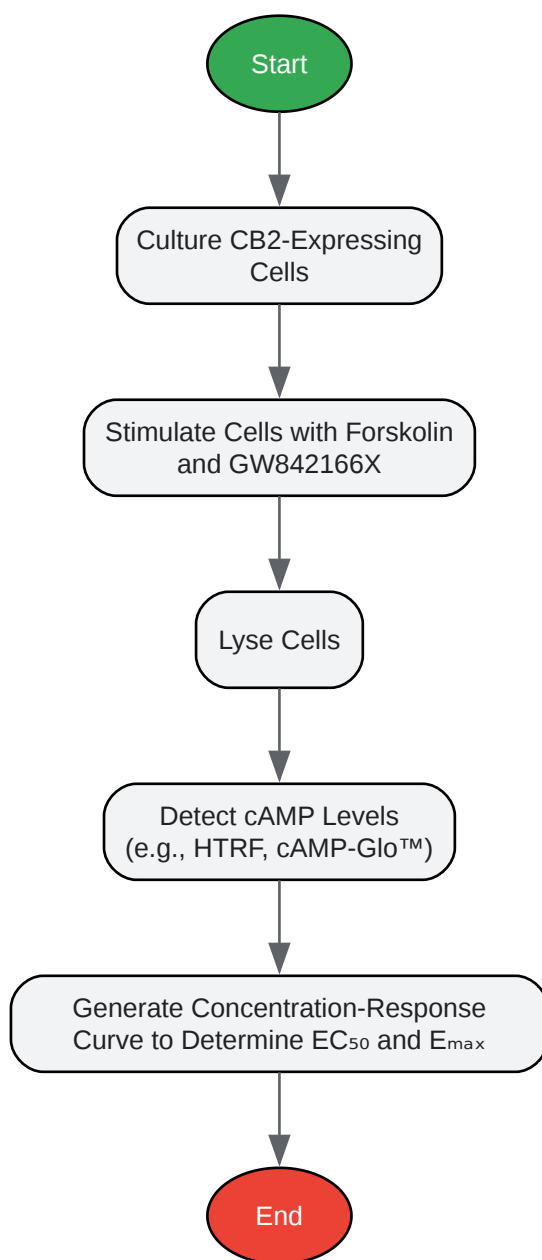 Start
Culture CB2-Expressing
Cells
Stimulate Cells with Forskolin
and GW842166X
Lyse Cells
Detect cAMP Levels
(e.g., HTRF, cAMP-Glo™)
Generate Concentration-Response
Curve to Determine EC₅₀ and Eₘₐₓ
End